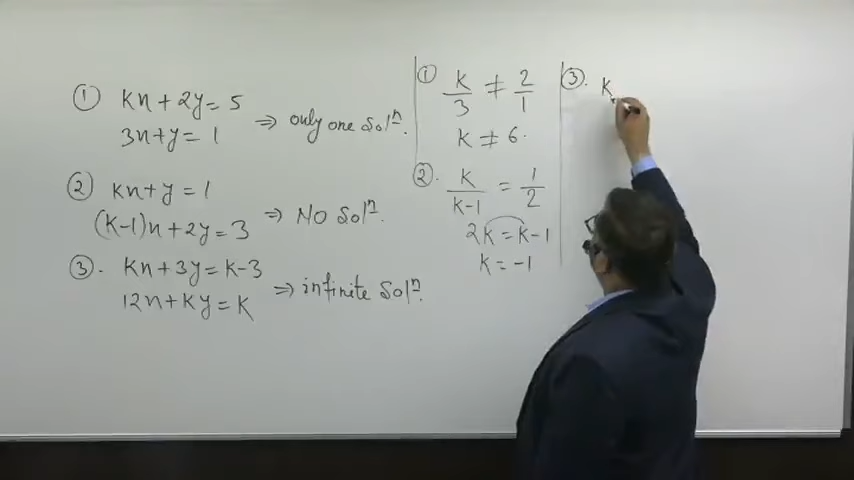 ① kx + 2y = 5
3x + y = 1 ⇒ only one Solⁿ.
② kx + y = 1
(k-1)x + 2y = 3 ⇒ No Solⁿ.
③. kx + 3y = k-3
12x + ky = k ⇒ infinite Solⁿ.
① k/3 ≠ 2/1
k ≠ 6.
②. k/k-1 = 1/2
2k = k-1
k = -1
③. k